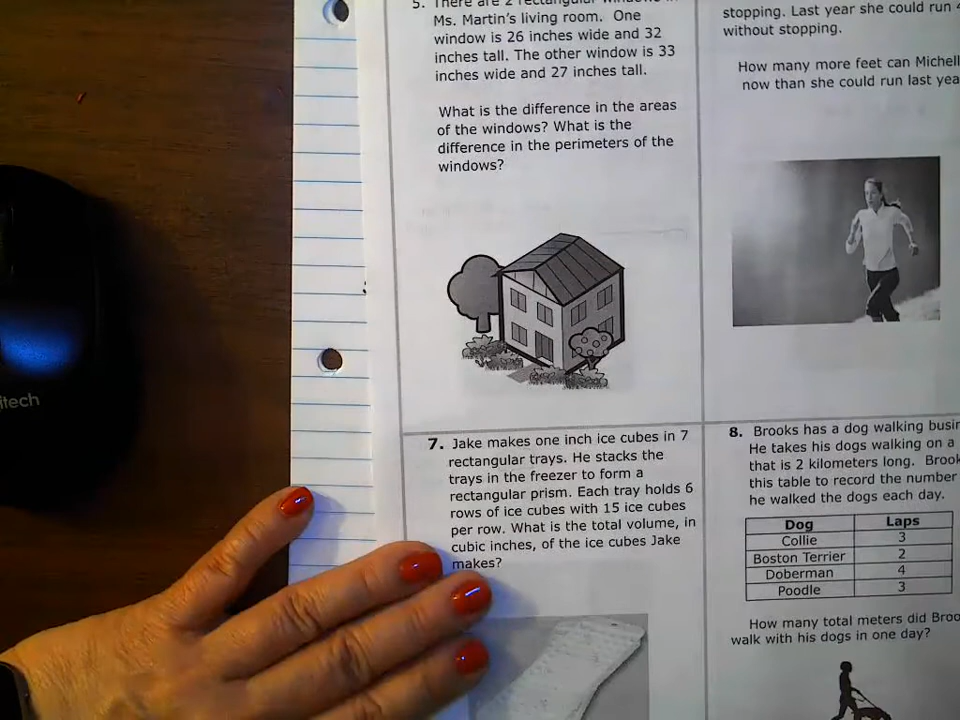 5. There are 2 rectangular windows in
Ms. Martin's living room. One
window is 26 inches wide and 32
inches tall. The other window is 33
inches wide and 27 inches tall.
What is the difference in the areas
of the windows? What is the
difference in the perimeters of the
windows?
stopping. Last year she could run
without stopping.
How many more feet can Michell
now than she could run last yea
7. Jake makes one inch ice cubes in 7
rectangular trays. He stacks the
trays in the freezer to form a
rectangular prism. Each tray holds 6
rows of ice cubes with 15 ice cubes
per row. What is the total volume, in
cubic inches, of the ice cubes Jake
makes?
8. Brooks has a dog walking busi
He takes his dogs walking on a
that is 2 kilometers long. Brook
this table to record the number
he walked the dogs each day.
Dog Laps
Collie 3
Boston Terrier 2
Doberman 4
Poodle 3
How many total meters did Broo
walk with his dogs in one day?
itech